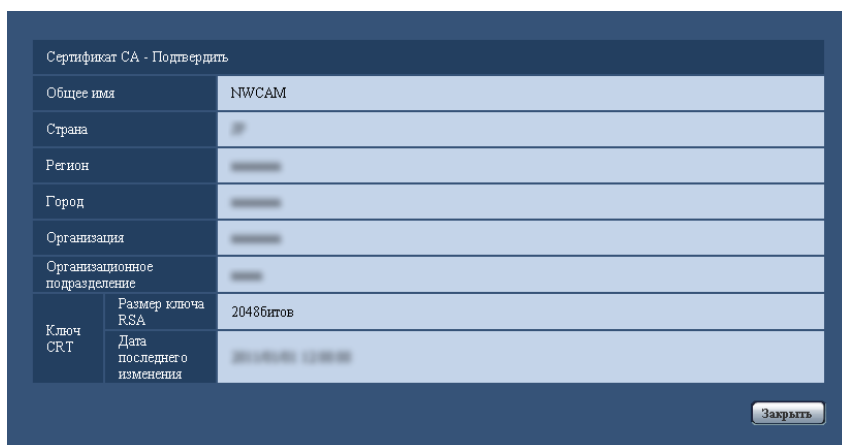 Сертификат CA - Подтвердить
Общее имя NWCAM
Страна
Регион
Город
Организация
Организационное
подразделение
Ключ
CRT
Размер ключа
RSA
2048битов
Дата
последнего
изменения
Закрыть